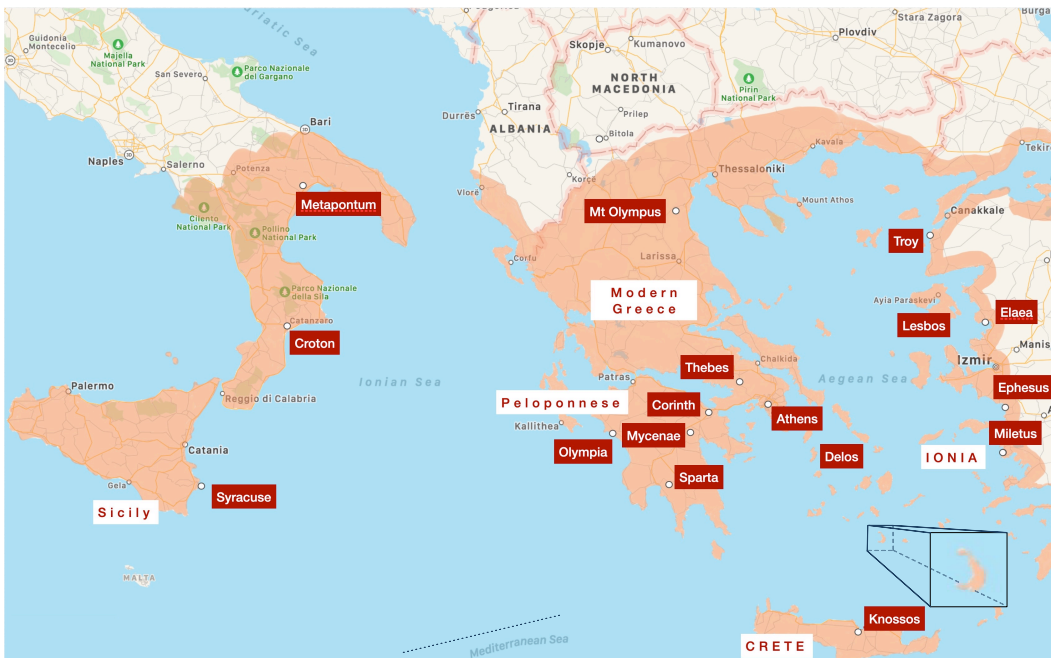 Guidonia
Montecelio
Majella
National Park
Adriatic Sea
San Severo
Parco Nazionale
del Gargano
Bari
Naples
Salerno
Potenza
Metapontum
Cilento
National Park
Pollino
National Park
Parco Nazionale
della Sila
Catanzaro
Croton
Palermo
Reggio di Calabria
Catania
Gela
Syracuse
Sicily
MALTA
Ionian Sea
Mediterranean Sea
Skopje
Kumanovo
NORTH
MACEDONIA
Prilep
Bitola
Durrës
Tirana
ALBANIA
Korçë
Vlorë
Corfu
Stara Zagora
Plovdiv
Burga
Pirin
National Park
Kavala
Tekir
Thessaloniki
Mount Athos
Mt Olympus
Larissa
Canakkale
Troy
Modern
Greece
Ayia Paraskevi
Lesbos
Elaea
Manis
Izmir
Thebes
Chalkida
Aegean Sea
Ephesus
Patras
Peloponnese
Corinth
Kallithea
Mycenae
Athens
Olympia
Delos
Miletus
IONIA
Sparta
Knossos
CRETE